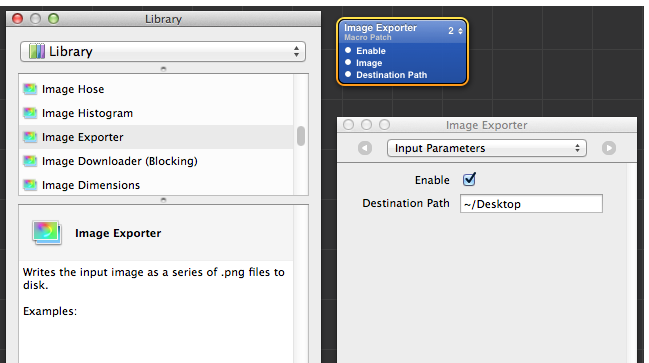 Library
Library
Image Hose
Image Histogram
Image Exporter
Image Downloader (Blocking)
Image Dimensions
Image Exporter
Writes the input image as a series of .png files to
disk.
Examples:
Image Exporter 2
Macro Patch
Enable
Image
Destination Path
Image Exporter
Input Parameters
Enable
Destination Path ~/Desktop